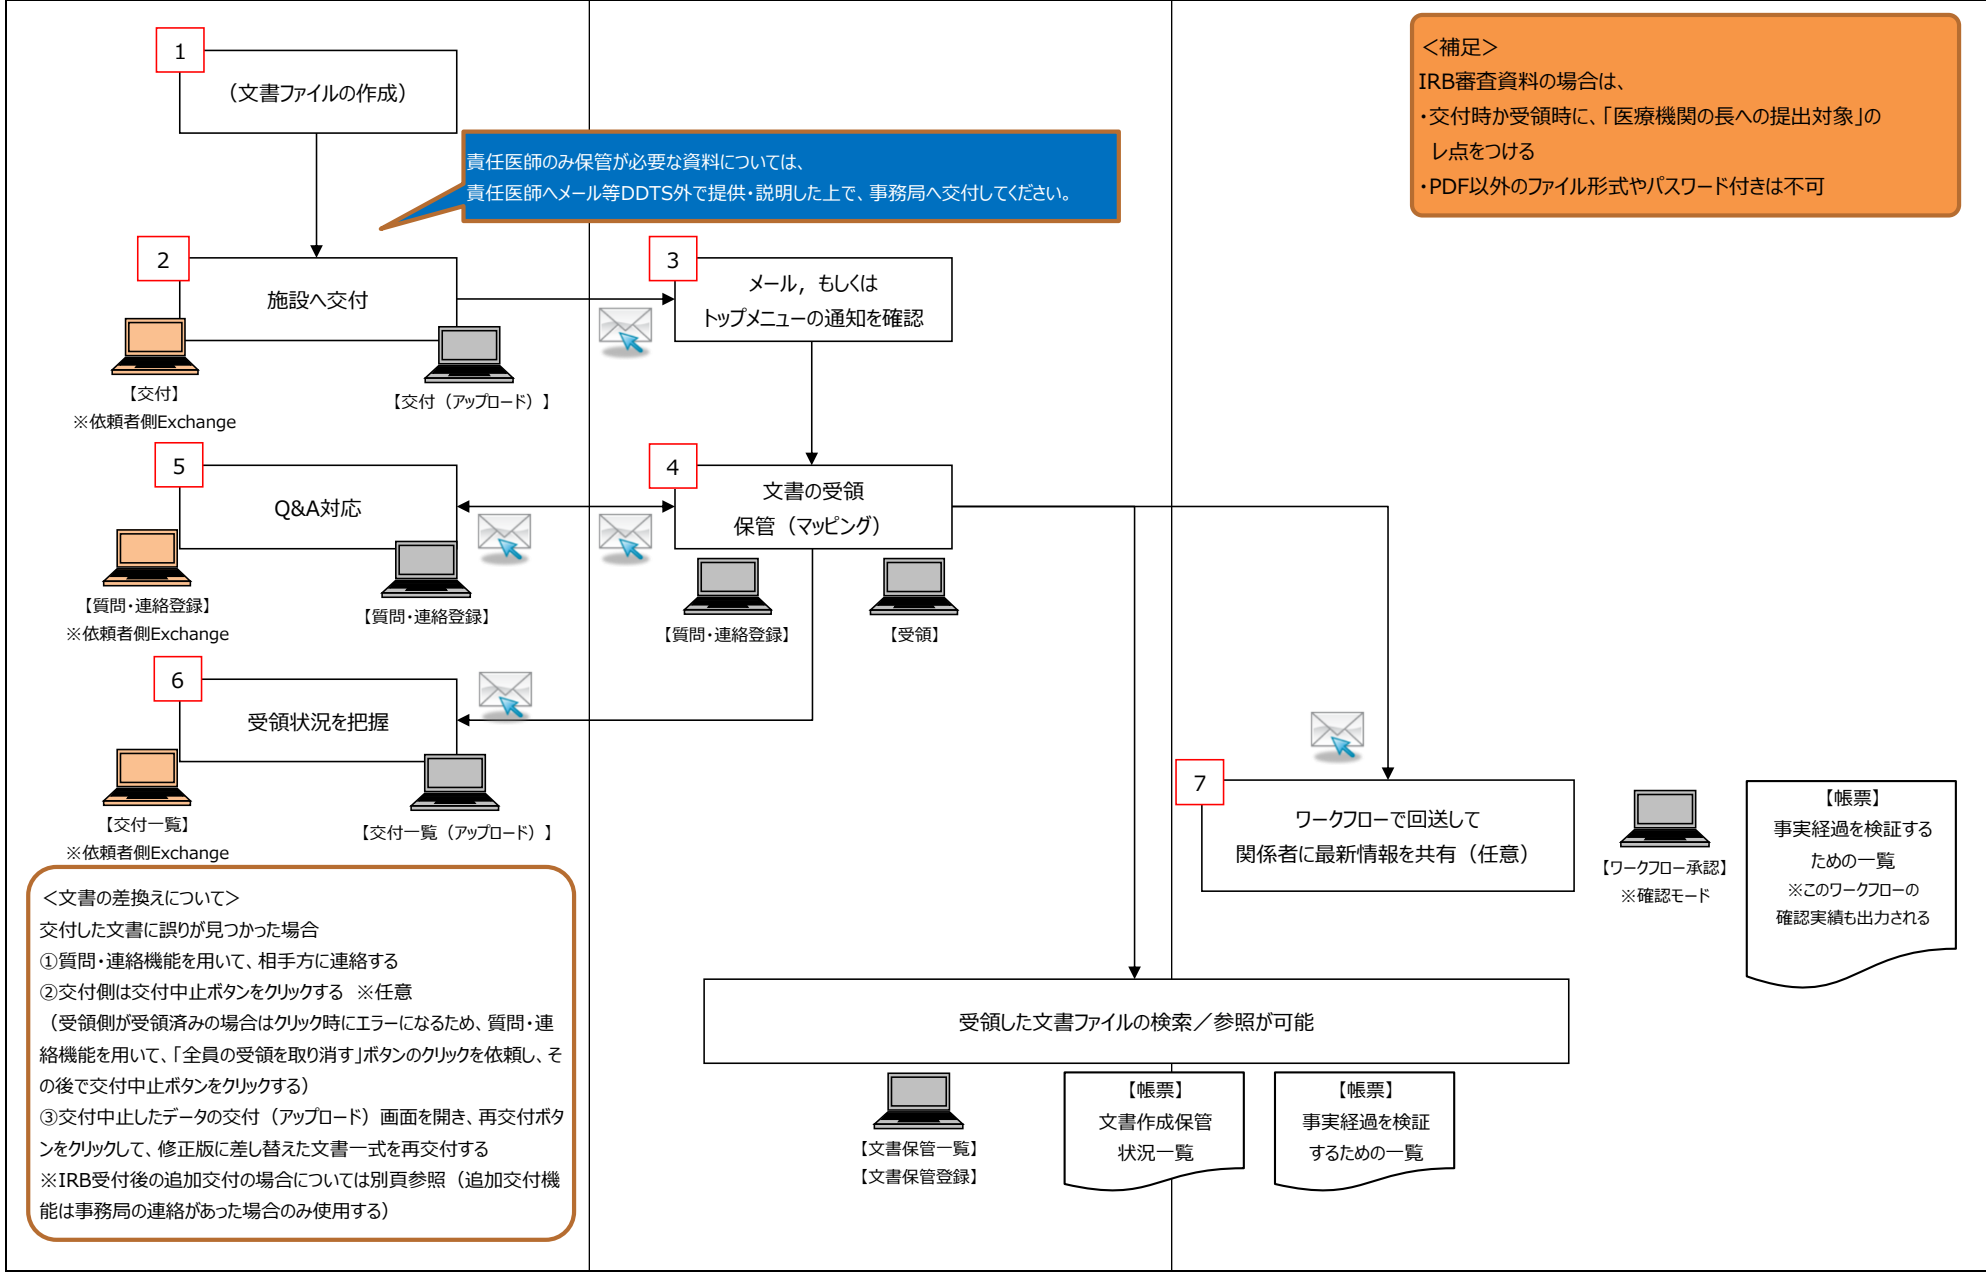 1
（文書ファイルの作成）
責任医師のみ保管が必要な資料については、
責任医師へメール等DDTS外で提供・説明した上で、事務局へ交付してください。
＜補足＞
IRB審査資料の場合は、
・交付時か受領時に、「医療機関の長への提出対象」の
レ点をつける
・PDF以外のファイル形式やパスワード付きは不可
2
施設へ交付
【交付】
※依頼者側Exchange
【交付（アップロード）】
3
メール，もしくは
トップメニューの通知を確認
5
Q&A対応
【質問・連絡登録】
※依頼者側Exchange
【質問・連絡登録】
4
文書の受領
保管（マッピング）
【質問・連絡登録】
【受領】
6
受領状況を把握
【交付一覧】
※依頼者側Exchange
【交付一覧（アップロード）】
7
ワークフローで回送して
関係者に最新情報を共有（任意）
【ワークフロー承認】
※確認モード
【帳票】
事実経過を検証する
ための一覧
※このワークフローの
確認実績も出力される
＜文書の差換えについて＞
交付した文書に誤りが見つかった場合
①質問・連絡機能を用いて、相手方に連絡する
②交付側は交付中止ボタンをクリックする　※任意
（受領側が受領済みの場合はクリック時にエラーになるため、質問・連
絡機能を用いて、「全員の受領を取り消す」ボタンのクリックを依頼し、そ
の後で交付中止ボタンをクリックする）
③交付中止したデータの交付（アップロード）画面を開き、再交付ボタ
ンをクリックして、修正版に差し替えた文書一式を再交付する
※IRB受付後の追加交付の場合については別頁参照（追加交付機
能は事務局の連絡があった場合のみ使用する）
受領した文書ファイルの検索／参照が可能
【文書保管一覧】
【文書保管登録】
【帳票】
文書作成保管
状況一覧
【帳票】
事実経過を検証
するための一覧